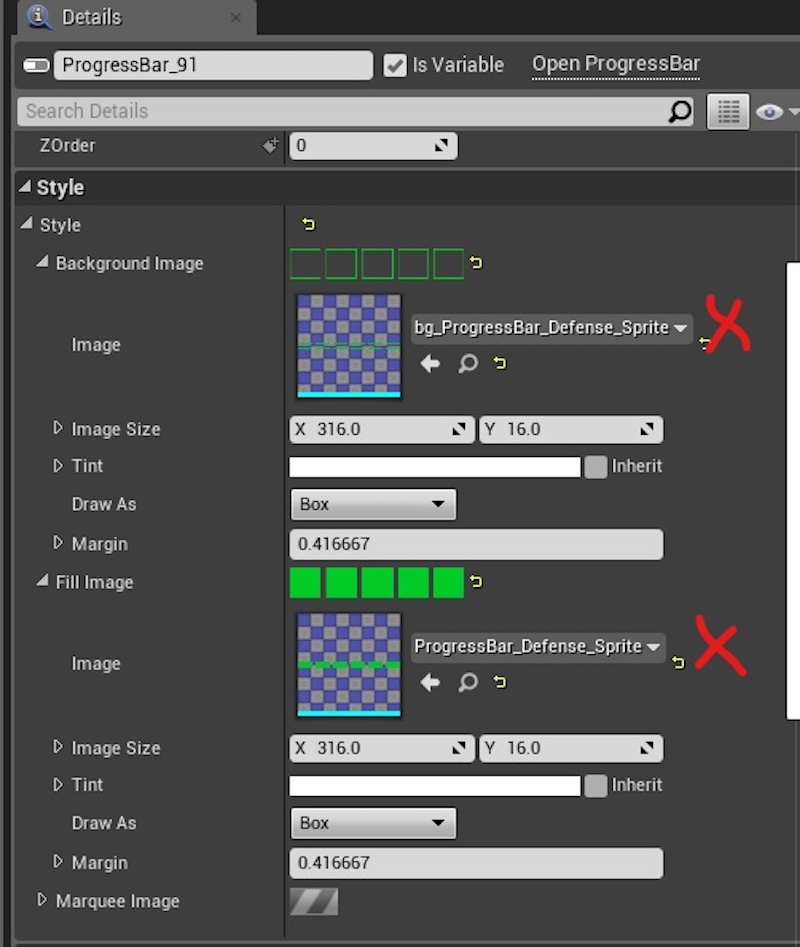 Details
ProgressBar_91 Is Variable Open ProgressBar
Search Details
ZOrder 0
Style
Style
Background Image
Image bg_ProgressBar_Defense_Sprite
Image Size X 316.0 Y 16.0
Tint Inherit
Draw As Box
Margin 0.416667
Fill Image
Image ProgressBar_Defense_Sprite
Image Size X 316.0 Y 16.0
Tint Inherit
Draw As Box
Margin 0.416667
Marquee Image